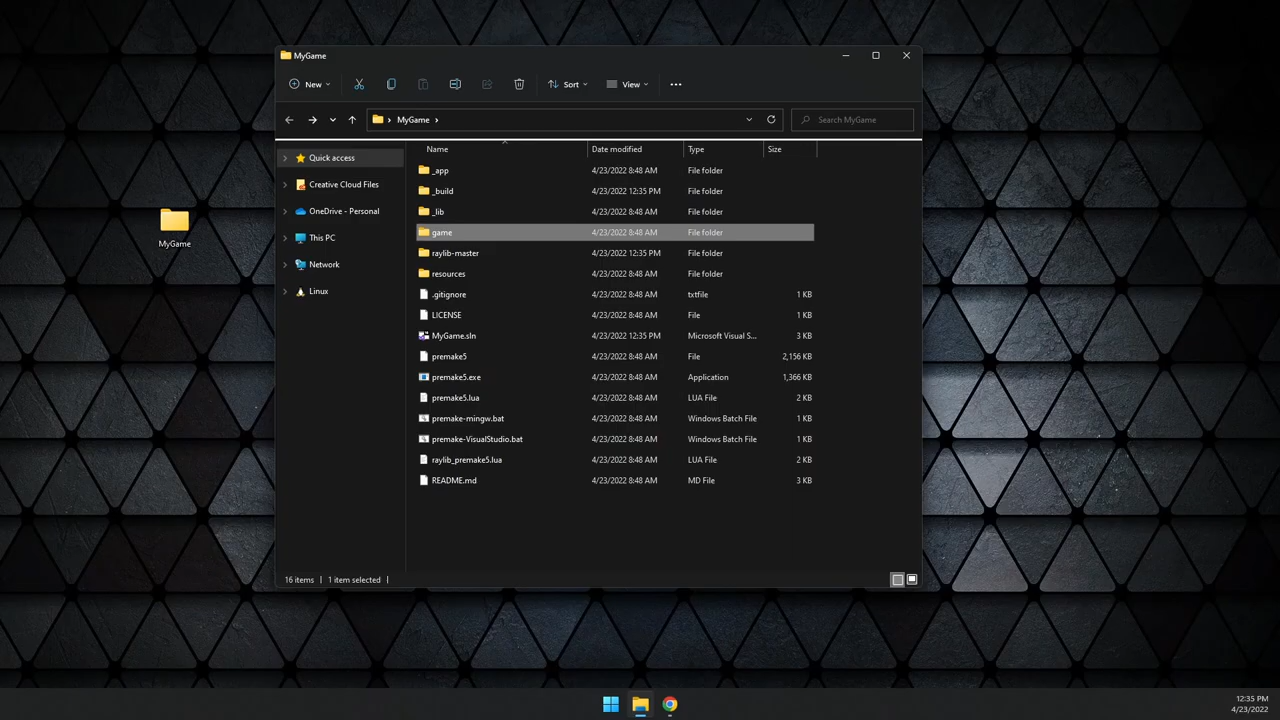 MyGame
New
Sort
View
MyGame
Search MyGame
Name Date modified Type Size
Quick access
Creative Cloud Files
OneDrive - Personal
This PC
Network
Linux
_app 4/23/2022 8:48 AM File folder
_build 4/23/2022 12:35 PM File folder
_lib 4/23/2022 8:48 AM File folder
game 4/23/2022 8:48 AM File folder
raylib-master 4/23/2022 12:35 PM File folder
resources 4/23/2022 8:48 AM File folder
.gitignore 4/23/2022 8:48 AM txtfile 1 KB
LICENSE 4/23/2022 8:48 AM File 1 KB
MyGame.sln 4/23/2022 12:35 PM Microsoft Visual S... 3 KB
premake5 4/23/2022 8:48 AM File 2,156 KB
premake5.exe 4/23/2022 8:48 AM Application 1,366 KB
premake5.lua 4/23/2022 8:48 AM LUA File 2 KB
premake-mingw.bat 4/23/2022 8:48 AM Windows Batch File 1 KB
premake-VisualStudio.bat 4/23/2022 8:48 AM Windows Batch File 1 KB
raylib_premake5.lua 4/23/2022 8:48 AM LUA File 2 KB
README.md 4/23/2022 8:48 AM MD File 3 KB
16 items 1 item selected
MyGame
12:35 PM
4/23/2022